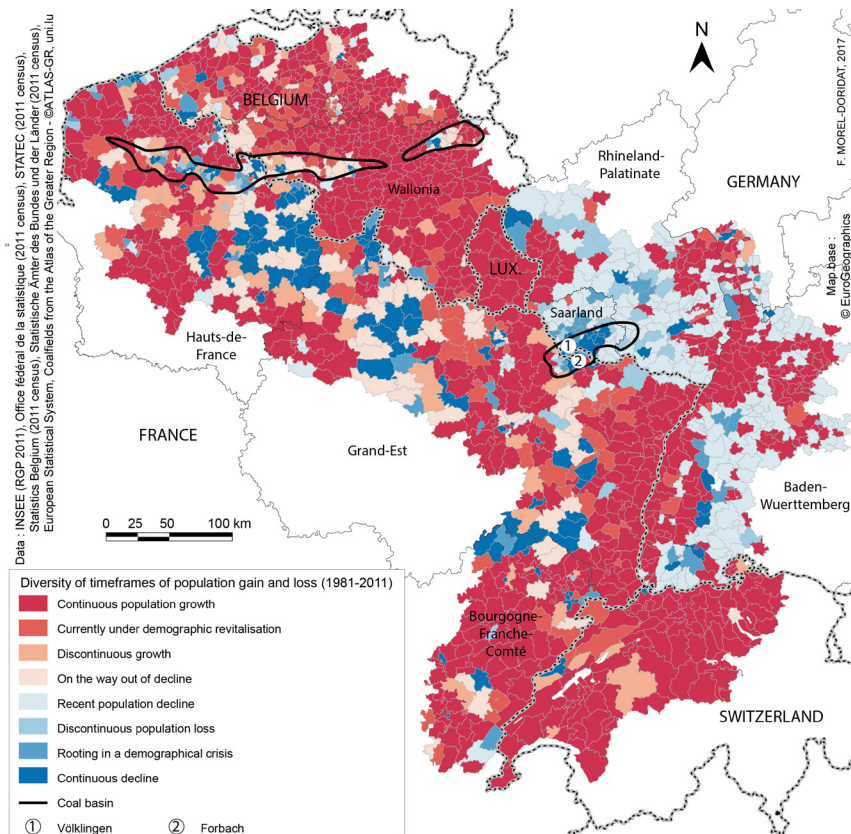 Data : INSEE (RGP 2011), Office fédéral de la statistique (2011 census), STATEC (2011 census),
Statistics Belgium (2011 census), Statistische Ämter des Bundes und der Länder (2011 census),
European Statistical System, Coalfields from the Atlas of the Greater Region - ©ATLAS-GR, uni.lu
N
F. MOREL-DORIDAT, 2017
BELGIUM
Rhineland-
Palatinate
GERMANY
Wallonia
LUX.
Map base :
© EuroGeographics
Saarland
1
2
Hauts-de-
France
FRANCE
Grand-Est
Baden-
Wuerttemberg
0 25 50 100 km
Bourgogne-
Franche-
Comté
SWITZERLAND
Diversity of timeframes of population gain and loss (1981-2011)
Continuous population growth
Currently under demographic revitalisation
Discontinuous growth
On the way out of decline
Recent population decline
Discontinuous population loss
Rooting in a demographical crisis
Continuous decline
Coal basin
1 Völklingen 2 Forbach